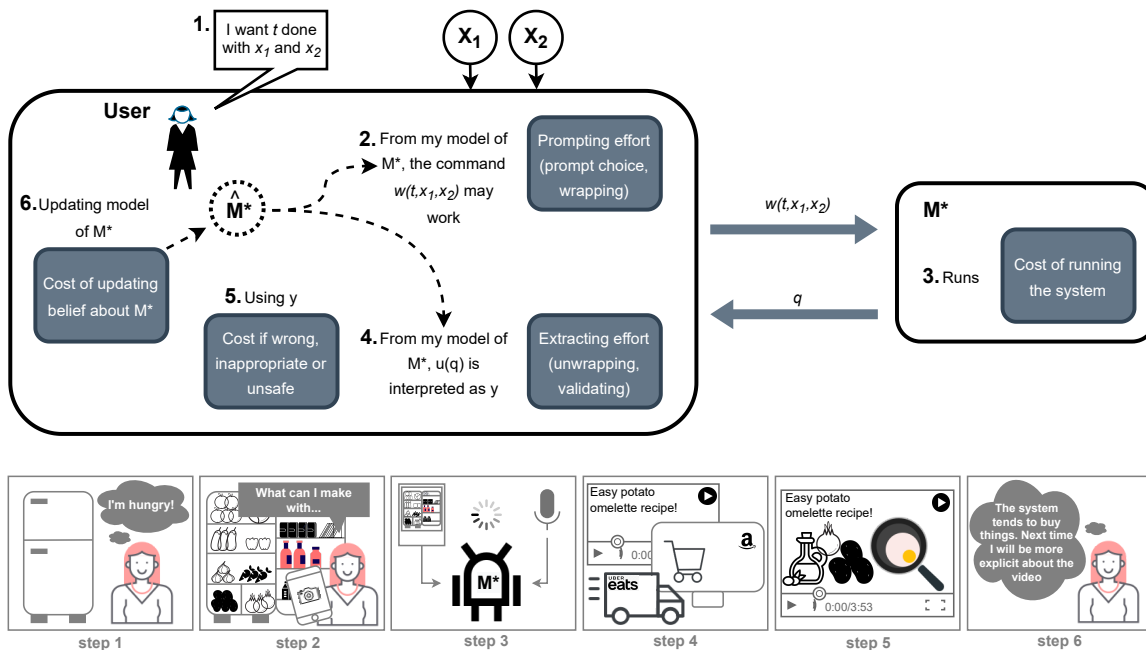 1.
I want t done
with x₁ and x₂
X₁
X₂
User
2. From my model of
M*, the command
w(t,x₁,x₂) may
work
Prompting effort
(prompt choice,
wrapping)
6. Updating model
of M*
M̂*
Cost of updating
belief about M*
5. Using y
Cost if wrong,
inappropriate or
unsafe
4. From my model of
M*, u(q) is
interpreted as y
Extracting effort
(unwrapping,
validating)
w(t,x₁,x₂)
q
M*
3. Runs
Cost of running
the system
I'm hungry!
step 1
What can I make
with...
step 2
M*
step 3
Easy potato
omelette recipe!
0:00
a
UBER
eats
step 4
Easy potato
omelette recipe!
0:00/3:53
step 5
The system
tends to buy
things. Next time
I will be more
explicit about the
video
step 6